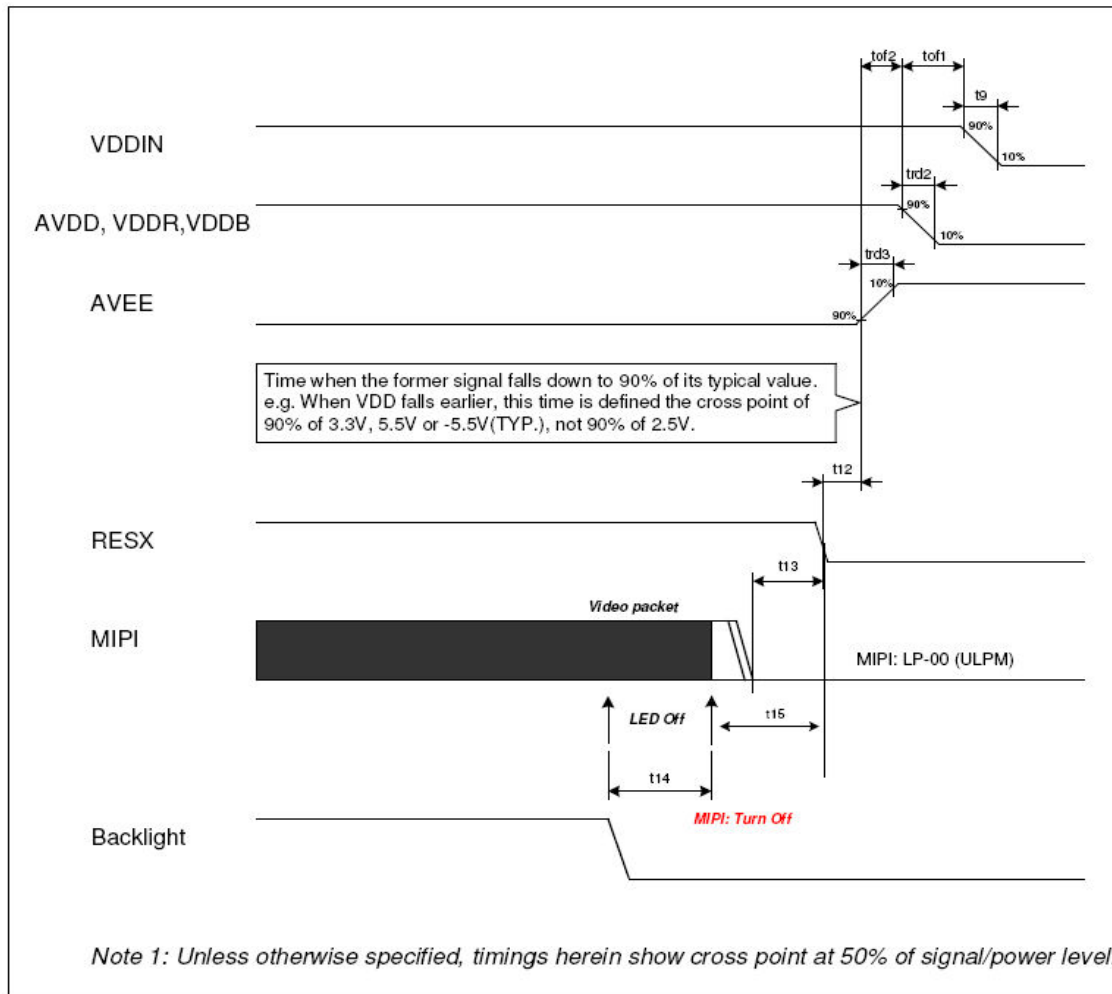 tof2 tof1
t9
VDDIN 90%
10%
trd2
AVDD, VDDR,VDDB 90%
10%
trd3
AVEE 10%
90%
Time when the former signal falls down to 90% of its typical value.
e.g. When VDD falls earlier, this time is defined the cross point of
90% of 3.3V, 5.5V or -5.5V(TYP.), not 90% of 2.5V.
t12
RESX
t13
Video packet
MIPI
MIPI: LP-00 (ULPM)
LED Off t15
t14
MIPI: Turn Off
Backlight
Note 1: Unless otherwise specified, timings herein show cross point at 50% of signal/power level.